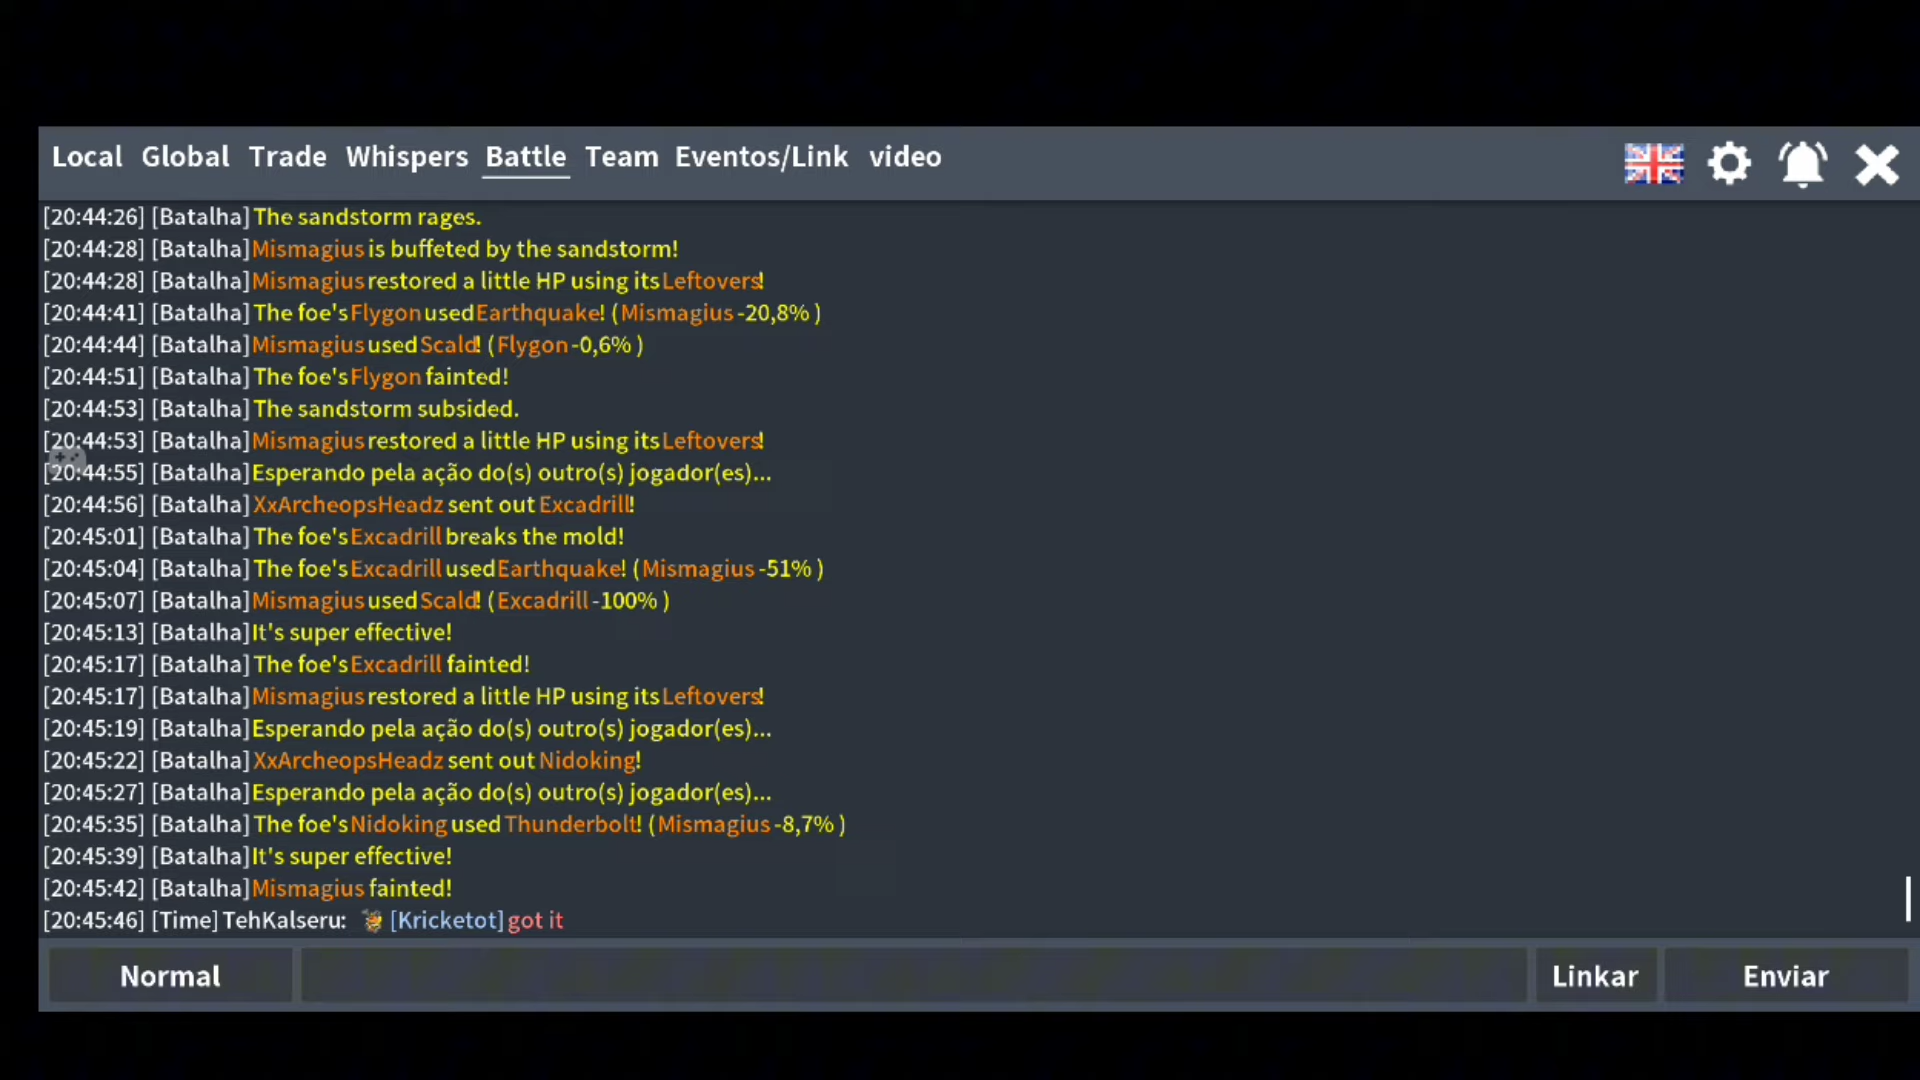 Local Global Trade Whispers Battle Team Eventos/Link video
[20:44:26] [Batalha] The sandstorm rages.
[20:44:28] [Batalha] Mismagius is buffeted by the sandstorm!
[20:44:28] [Batalha] Mismagius restored a little HP using its Leftovers!
[20:44:41] [Batalha] The foe's Flygon used Earthquake! ( Mismagius -20,8% )
[20:44:44] [Batalha] Mismagius used Scald! ( Flygon -0,6% )
[20:44:51] [Batalha] The foe's Flygon fainted!
[20:44:53] [Batalha] The sandstorm subsided.
[20:44:53] [Batalha] Mismagius restored a little HP using its Leftovers!
[20:44:55] [Batalha] Esperando pela ação do(s) outro(s) jogador(es)...
[20:44:56] [Batalha] XxArcheopsHeadz sent out Excadrill!
[20:45:01] [Batalha] The foe's Excadrill breaks the mold!
[20:45:04] [Batalha] The foe's Excadrill used Earthquake! ( Mismagius -51% )
[20:45:07] [Batalha] Mismagius used Scald! ( Excadrill -100% )
[20:45:13] [Batalha] It's super effective!
[20:45:17] [Batalha] The foe's Excadrill fainted!
[20:45:17] [Batalha] Mismagius restored a little HP using its Leftovers!
[20:45:19] [Batalha] Esperando pela ação do(s) outro(s) jogador(es)...
[20:45:22] [Batalha] XxArcheopsHeadz sent out Nidoking!
[20:45:27] [Batalha] Esperando pela ação do(s) outro(s) jogador(es)...
[20:45:35] [Batalha] The foe's Nidoking used Thunderbolt! ( Mismagius -8,7% )
[20:45:39] [Batalha] It's super effective!
[20:45:42] [Batalha] Mismagius fainted!
[20:45:46] [Time] TehKalseru: [Kricketot] got it
Normal Linkar Enviar